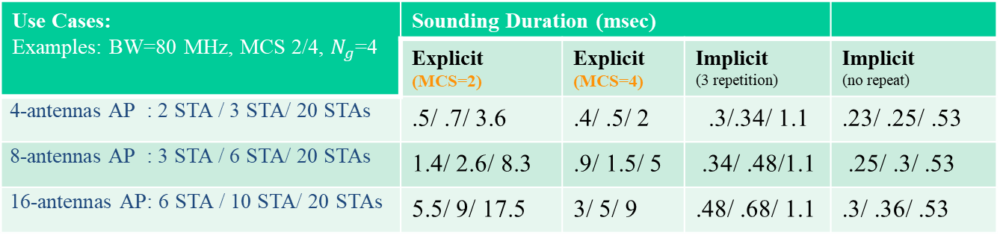 Use Cases:
Examples: BW=80 MHz, MCS 2/4, N_g=4
Sounding Duration (msec)
Explicit
(MCS=2)
Explicit
(MCS=4)
Implicit
(3 repetition)
Implicit
(no repeat)
4-antennas AP : 2 STA / 3 STA/ 20 STAs
.5/ .7/ 3.6
.4/ .5/ 2
.3/.34/ 1.1
.23/ .25/ .53
8-antennas AP : 3 STA / 6 STA/ 20 STAs
1.4/ 2.6/ 8.3
.9/ 1.5/ 5
.34/ .48/1.1
.25/ .3/ .53
16-antennas AP: 6 STA / 10 STA/ 20 STAs
5.5/ 9/ 17.5
3/ 5/ 9
.48/ .68/ 1.1
.3/ .36/ .53